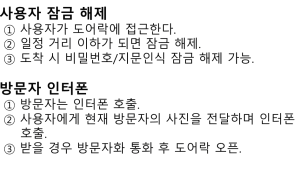 사용자 잠금 해제
① 사용자가 도어락에 접근한다.
② 일정 거리 이하가 되면 잠금 해제.
③ 도착 시 비밀번호/지문인식 잠금 해제 가능.
방문자 인터폰
① 방문자는 인터폰 호출.
② 사용자에게 현재 방문자의 사진을 전달하며 인터폰
호출.
③ 받을 경우 방문자화 통화 후 도어락 오픈.